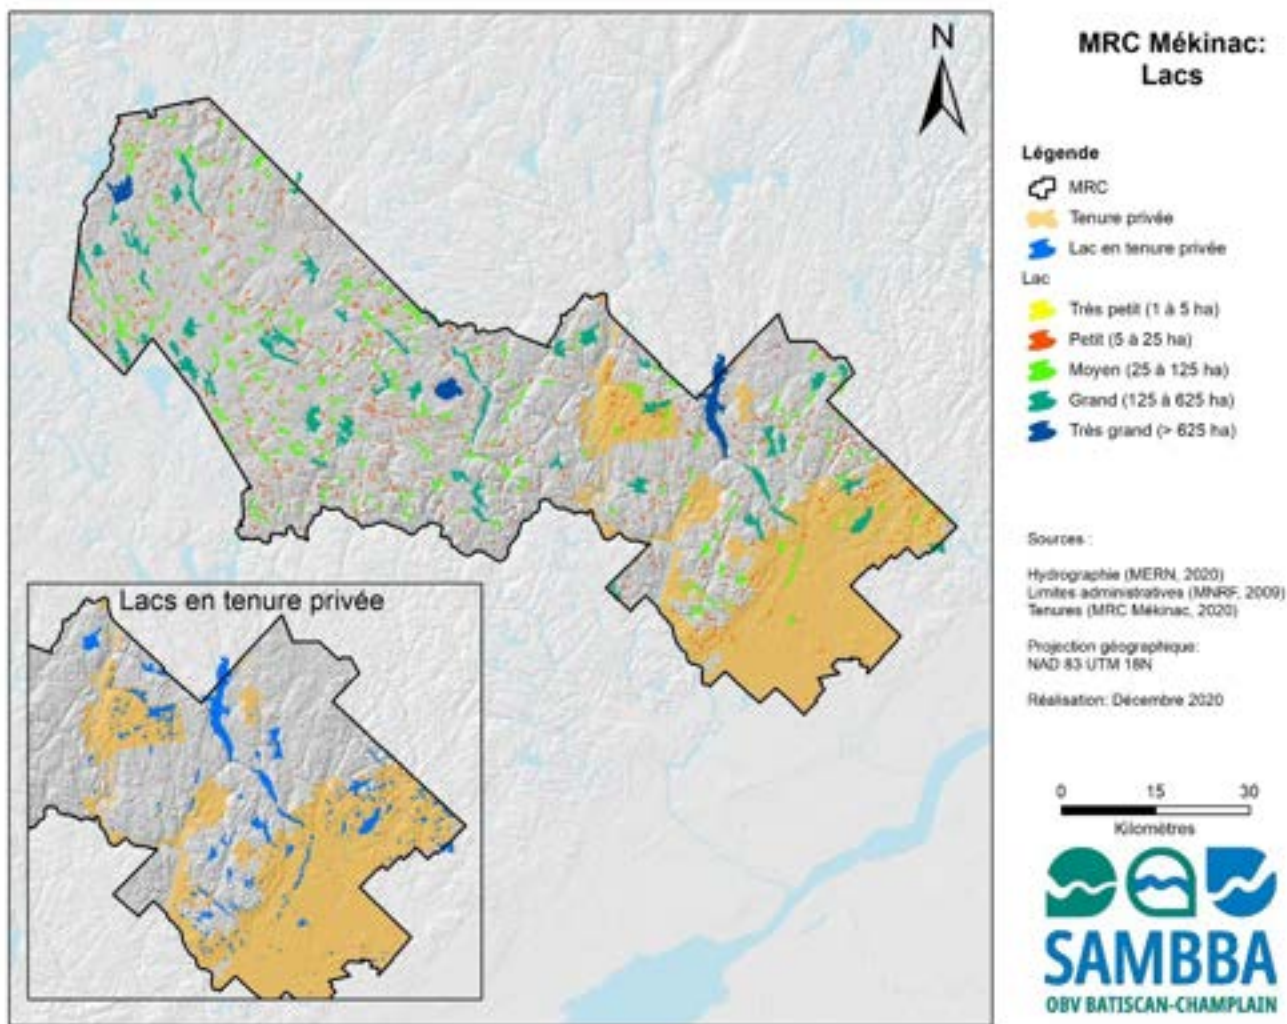 N
MRC Mékinac:
Lacs
Légende
MRC
Tenure privée
Lac en tenure privée
Lac
Très petit (1 à 5 ha)
Petit (5 à 25 ha)
Moyen (25 à 125 ha)
Grand (125 à 625 ha)
Très grand (> 625 ha)
Sources :
Hydrographie (MERN, 2020)
Limites administratives (MNRF, 2009)
Tenures (MRC Mékinac, 2020)
Projection géographique:
NAD 83 UTM 18N
Réalisation: Décembre 2020
0 15 30
Kilomètres
SAMBBA
OBV BATISCAN-CHAMPLAIN
Lacs en tenure privée